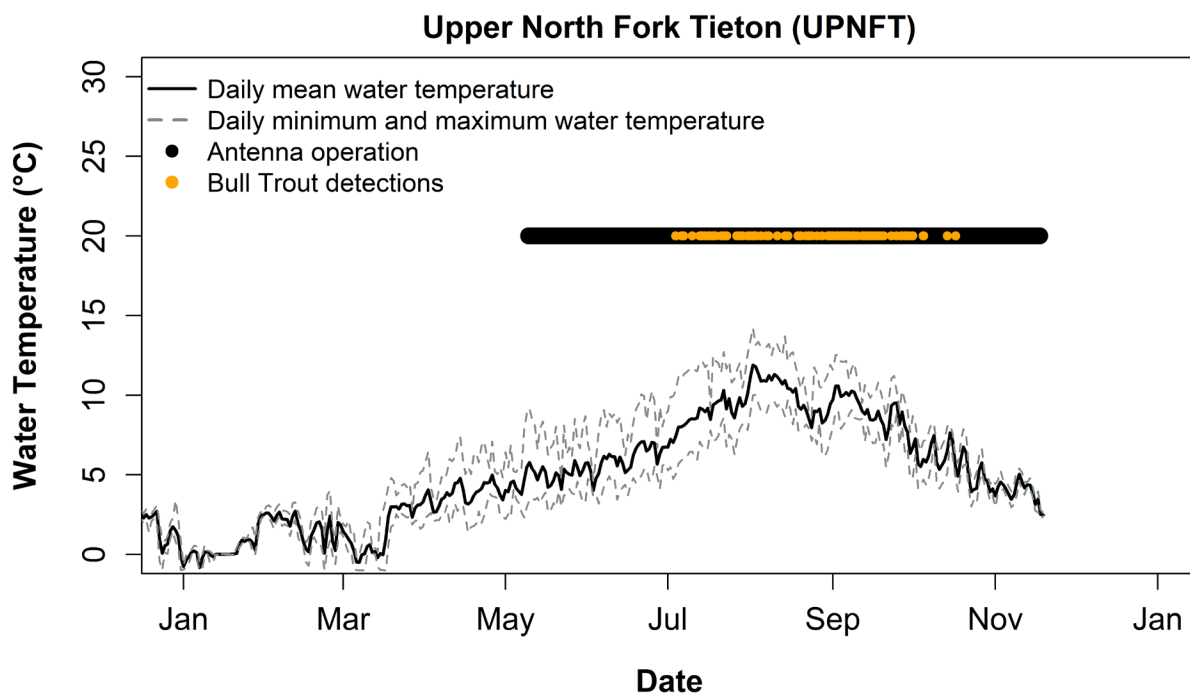 Upper North Fork Tieton (UPNFT)
Daily mean water temperature
Daily minimum and maximum water temperature
Antenna operation
Bull Trout detections
Water Temperature (°C)
30
25
20
15
10
5
0
Jan Mar May Jul Sep Nov Jan
Date